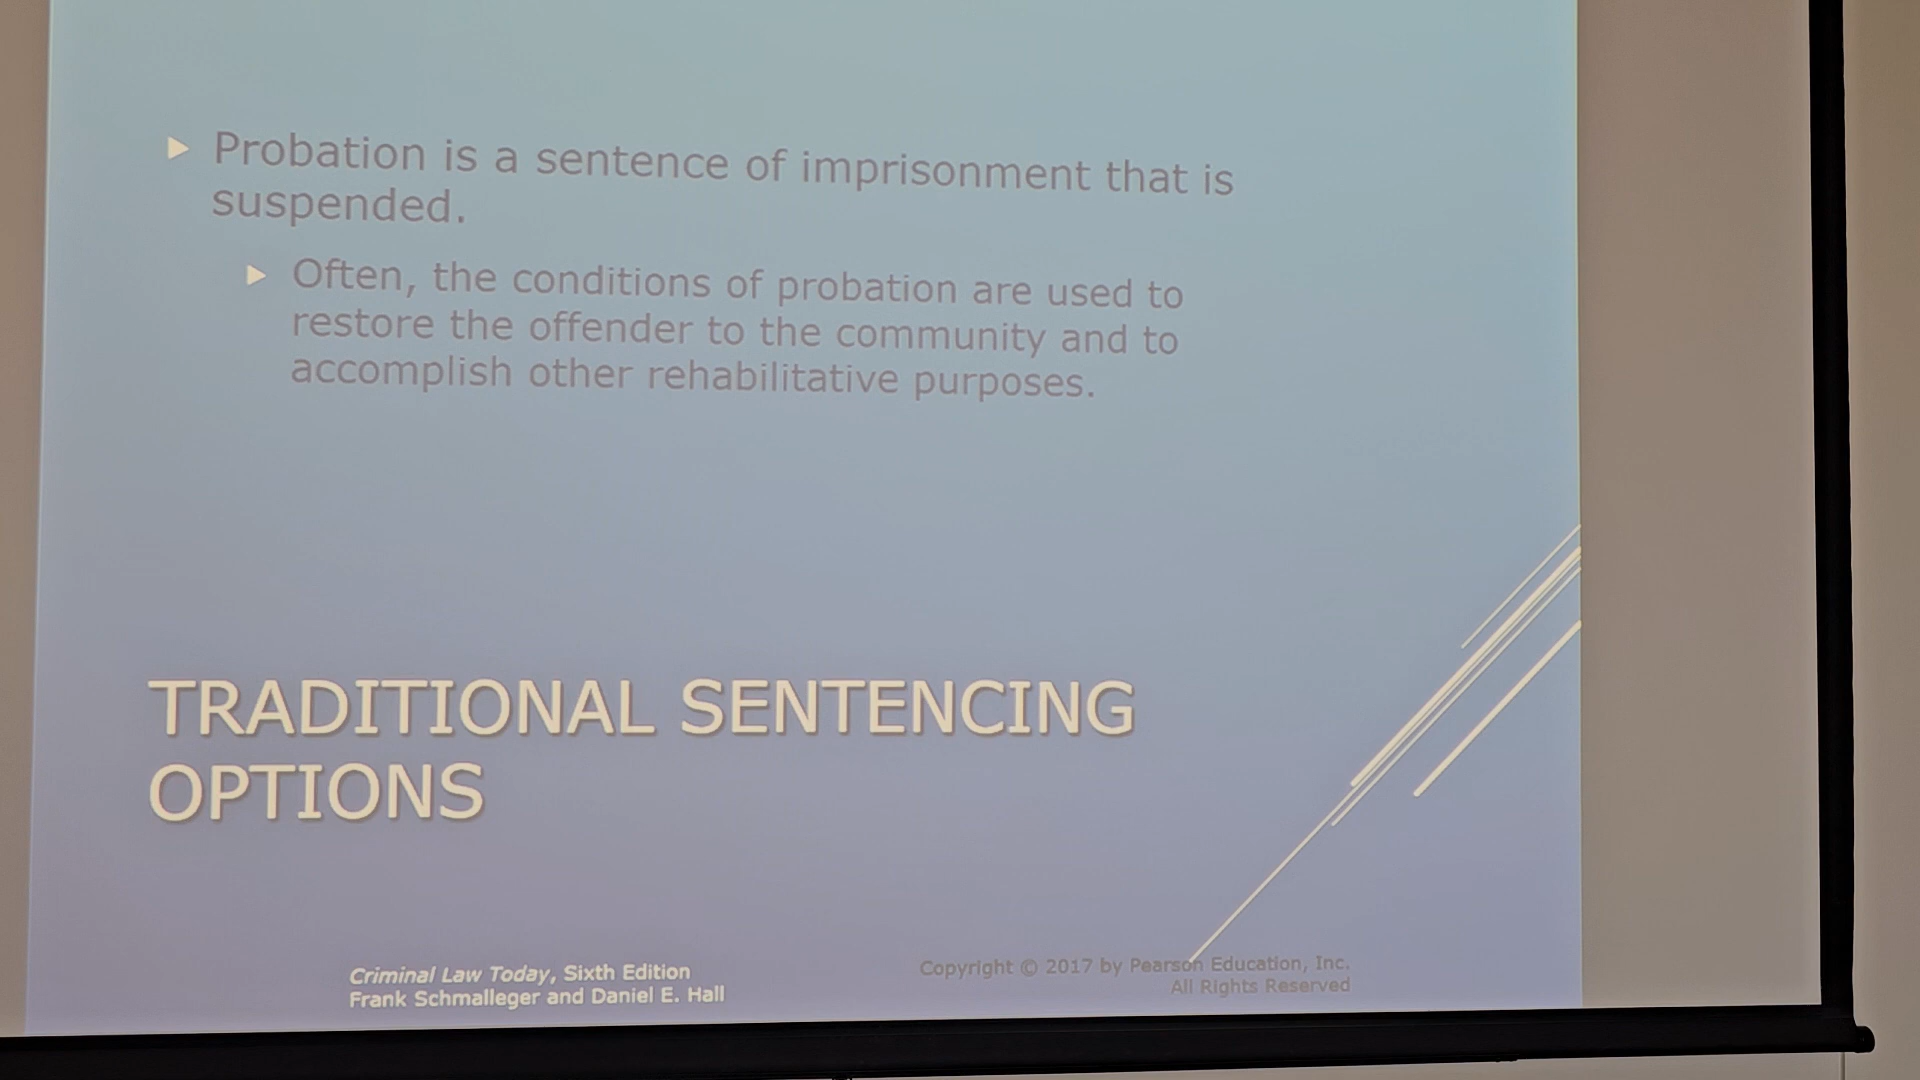 Probation is a sentence of imprisonment that is
suspended.
Often, the conditions of probation are used to
restore the offender to the community and to
accomplish other rehabilitative purposes.
TRADITIONAL SENTENCING
OPTIONS
Criminal Law Today, Sixth Edition
Frank Schmalleger and Daniel E. Hall
Copyright © 2017 by Pearson Education, Inc.
All Rights Reserved